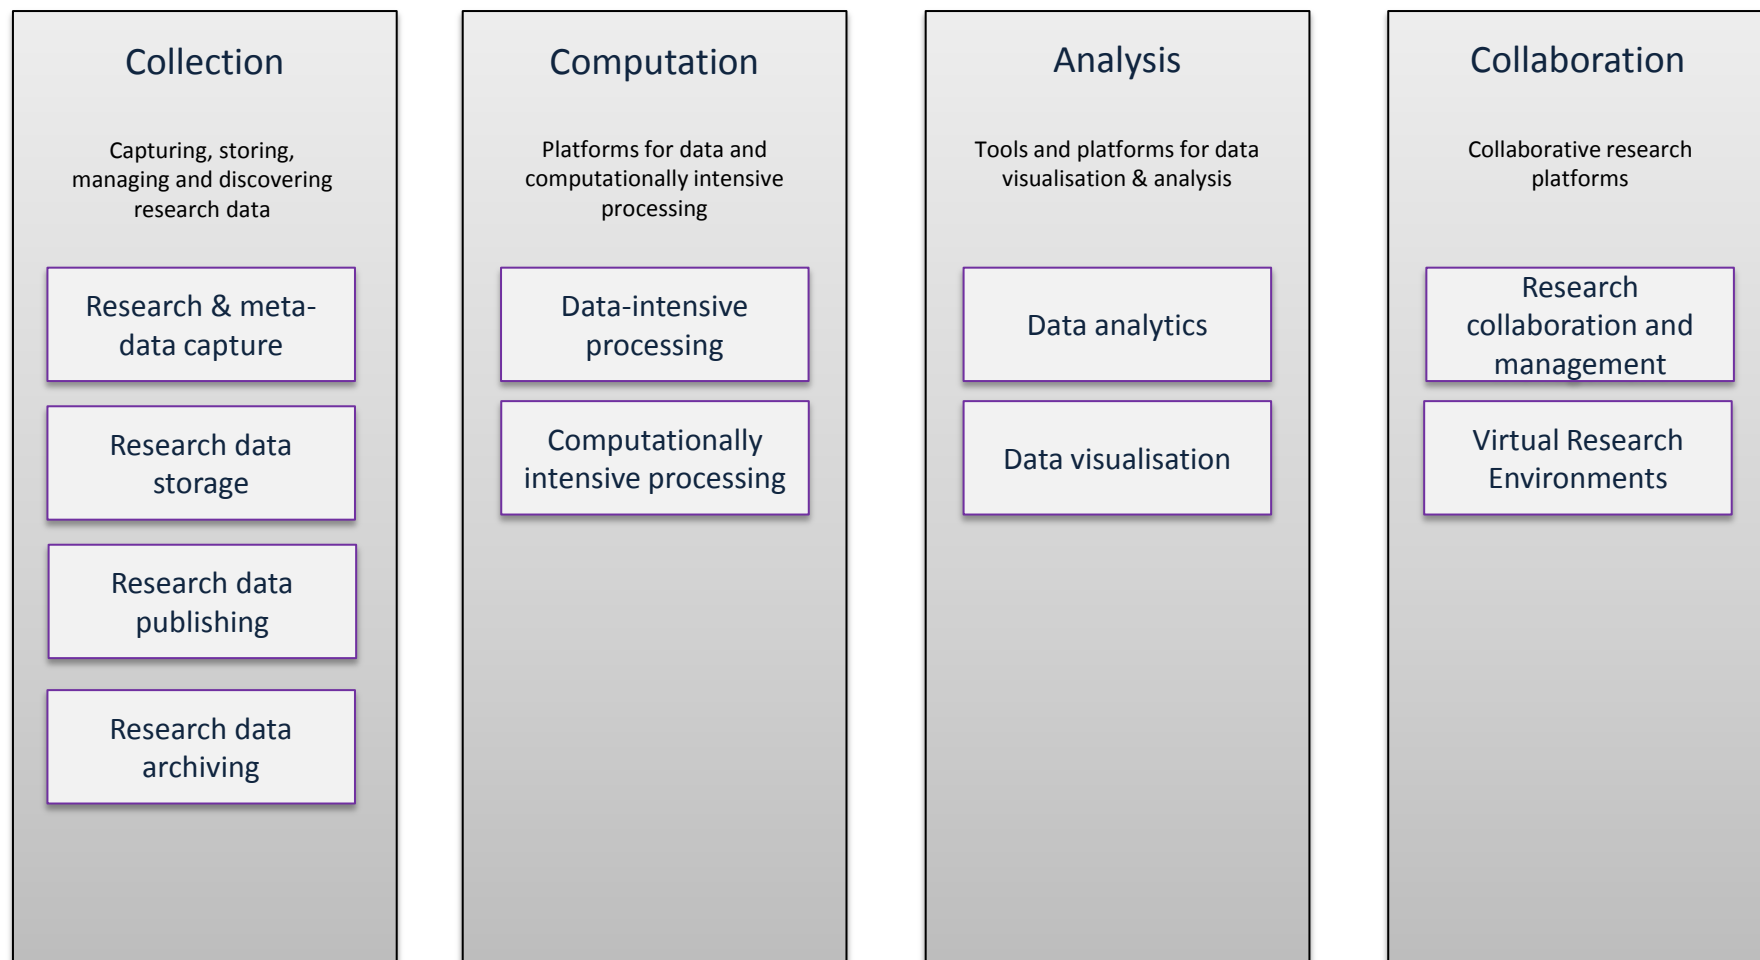 Collection
Capturing, storing,
managing and discovering
research data
Research & meta-
data capture
Research data
storage
Research data
publishing
Research data
archiving
Computation
Platforms for data and
computationally intensive
processing
Data-intensive
processing
Computationally
intensive processing
Analysis
Tools and platforms for data
visualisation & analysis
Data analytics
Data visualisation
Collaboration
Collaborative research
platforms
Research
collaboration and
management
Virtual Research
Environments